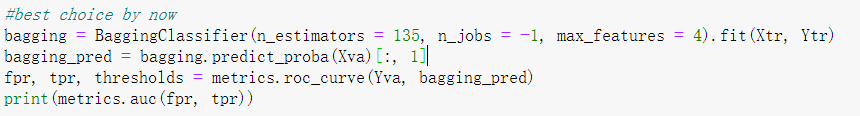 #best choice by now
bagging = BaggingClassifier(n_estimators = 135, n_jobs = -1, max_features = 4).fit(Xtr, Ytr)
bagging_pred = bagging.predict_proba(Xva)[:, 1]
fpr, tpr, thresholds = metrics.roc_curve(Yva, bagging_pred)
print(metrics.auc(fpr, tpr))